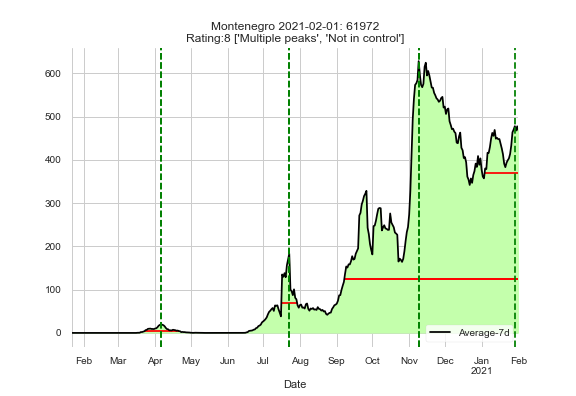 Montenegro 2021-02-01: 61972
Rating:8 ['Multiple peaks', 'Not in control']
600
500
400
300
200
100
0
Average-7d
Feb Mar Apr May Jun Jul Aug Sep Oct Nov Dec Jan Feb
2021
Date